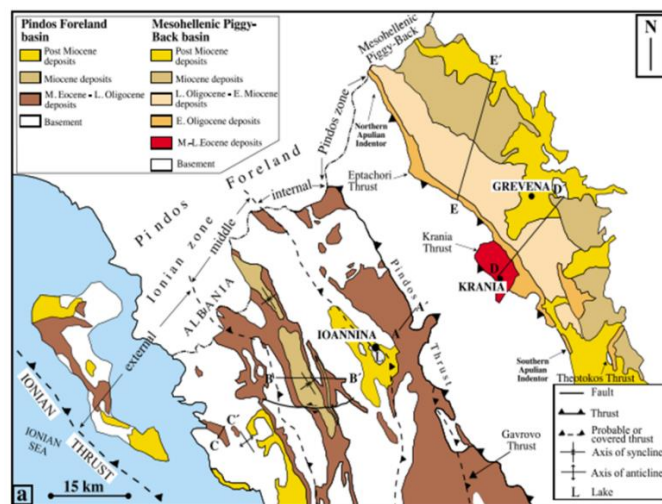 Pindos Foreland
basin
Post Miocene
deposits
Miocene deposits
M. Eocene - L. Oligocene
deposits
Basement
Mesohellenic Piggy-
Back basin
Post Miocene
deposits
Miocene deposits
L. Oligocene - E. Miocene
deposits
E. Oligocene deposits
M.-L.Eocene deposits
Basement
Mesohellenic
Piggy-Back
N
Pindos zone
Northern
Apulian
Indentor
E´
Eptachori
Thrust
GREVENA
D´
E
Krania
Thrust
D
KRANIA
Southern
Apulian
Indentor
Theotokos Thrust
Pindos Foreland
internal
Ionian zone
middle
ALBANIA
external
Pindos Thrust
A´
A
IOANNINA
L
B
B´
C´
C
Gavrovo
Thrust
IONIAN
THRUST
IONIAN
SEA
a
15 km
Fault
Thrust
Probable or
covered thrust
Axis of syncline
Axis of anticline
L Lake